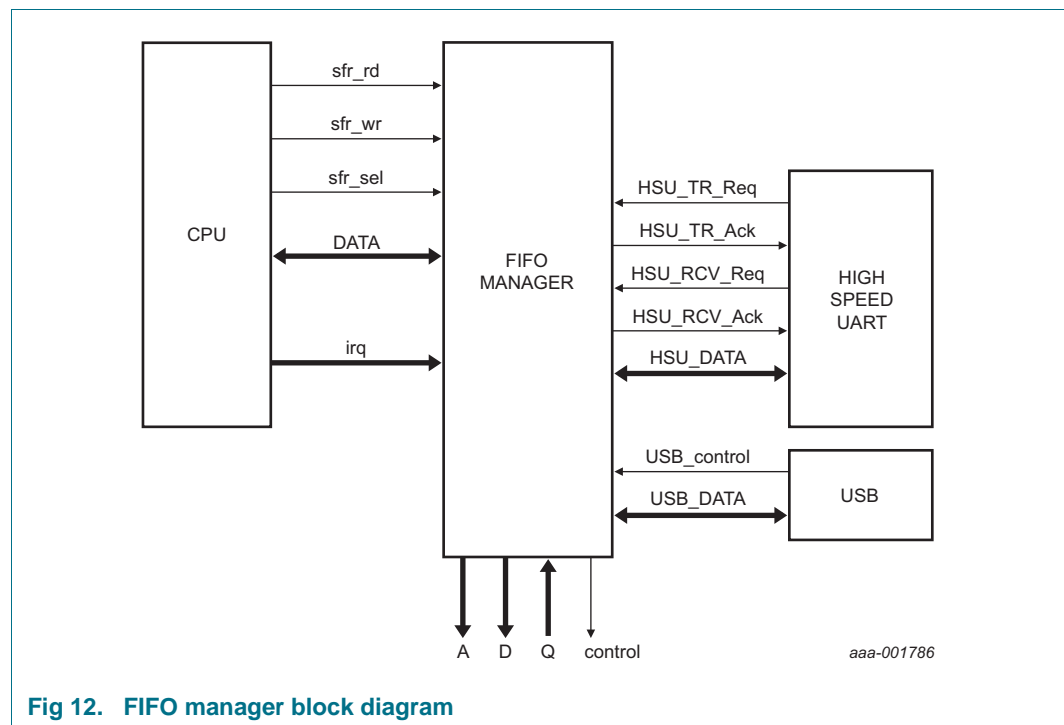 sfr_rd
sfr_wr
sfr_sel
CPU
DATA
irq
FIFO
MANAGER
HSU_TR_Req
HSU_TR_Ack
HSU_RCV_Req
HSU_RCV_Ack
HSU_DATA
HIGH
SPEED
UART
USB_control
USB_DATA
USB
A D Q control
aaa-001786
Fig 12. FIFO manager block diagram